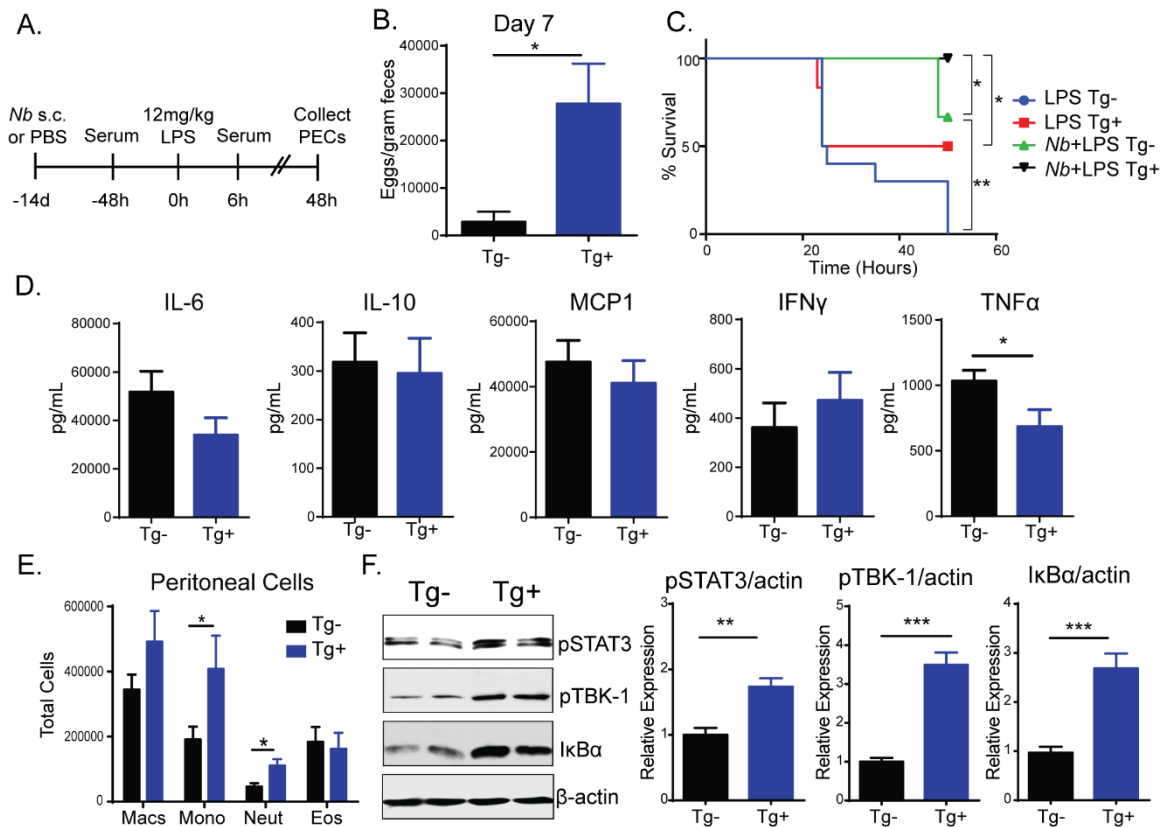 A.
Nb s.c.
or PBS
Serum
12mg/kg
LPS
Serum
Collect
PECs
-14d
-48h
0h
6h
48h
B.
Day 7
*
Eggs/gram feces
40000
30000
20000
10000
0
Tg-
Tg+
C.
% Survival
100
50
0
0
20
40
60
Time (Hours)
*
*
**
LPS Tg-
LPS Tg+
Nb+LPS Tg-
Nb+LPS Tg+
D.
IL-6
pg/mL
80000
60000
40000
20000
0
Tg-
Tg+
IL-10
pg/mL
400
300
200
100
0
Tg-
Tg+
MCP1
pg/mL
60000
40000
20000
0
Tg-
Tg+
IFNγ
pg/mL
800
600
400
200
0
Tg-
Tg+
TNFα
pg/mL
1500
1000
500
0
*
Tg-
Tg+
E.
Peritoneal Cells
Total Cells
600000
400000
200000
0
*
*
Tg-
Tg+
Macs
Mono
Neut
Eos
F.
Tg-
Tg+
pSTAT3
pTBK-1
IκBα
β-actin
pSTAT3/actin
Relative Expression
3
2
1
0
**
Tg-
Tg+
pTBK-1/actin
Relative Expression
5
4
3
2
1
0
***
Tg-
Tg+
IκBα/actin
Relative Expression
4
3
2
1
0
***
Tg-
Tg+